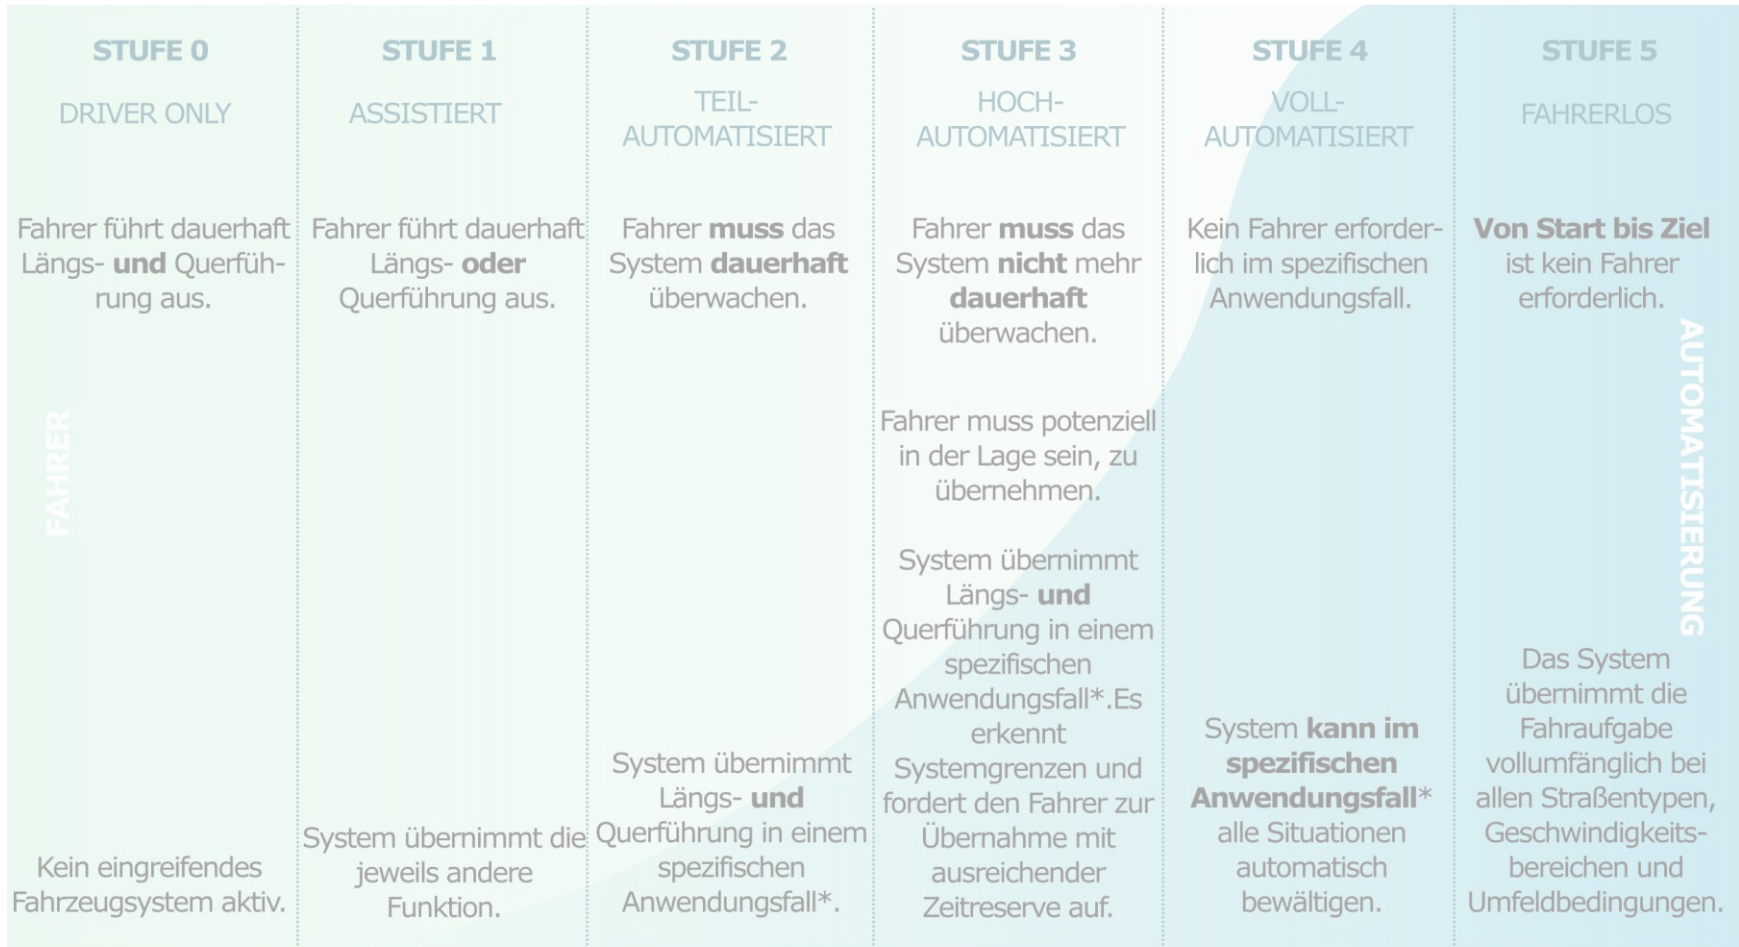 STUFE 0
DRIVER ONLY
Fahrer führt dauerhaft
Längs- und Querfüh-
rung aus.
FAHRER
Kein eingreifendes
Fahrzeugsystem aktiv.
STUFE 1
ASSISTIERT
Fahrer führt dauerhaft
Längs- oder
Querführung aus.
System übernimmt die
jeweils andere
Funktion.
STUFE 2
TEIL-
AUTOMATISIERT
Fahrer muss das
System dauerhaft
überwachen.
System übernimmt
Längs- und
Querführung in einem
spezifischen
Anwendungsfall*.
STUFE 3
HOCH-
AUTOMATISIERT
Fahrer muss das
System nicht mehr
dauerhaft
überwachen.
Fahrer muss potenziell
in der Lage sein, zu
übernehmen.
System übernimmt
Längs- und
Querführung in einem
spezifischen
Anwendungsfall*.Es
erkennt
Systemgrenzen und
fordert den Fahrer zur
Übernahme mit
ausreichender
Zeitreserve auf.
STUFE 4
VOLL-
AUTOMATISIERT
Kein Fahrer erforder-
lich im spezifischen
Anwendungsfall.
System kann im
spezifischen
Anwendungsfall*
alle Situationen
automatisch
bewältigen.
STUFE 5
FAHRERLOS
Von Start bis Ziel
ist kein Fahrer
erforderlich.
AUTOMATISIERUNG
Das System
übernimmt die
Fahraufgabe
vollumfänglich bei
allen Straßentypen,
Geschwindigkeits-
bereichen und
Umfeldbedingungen.